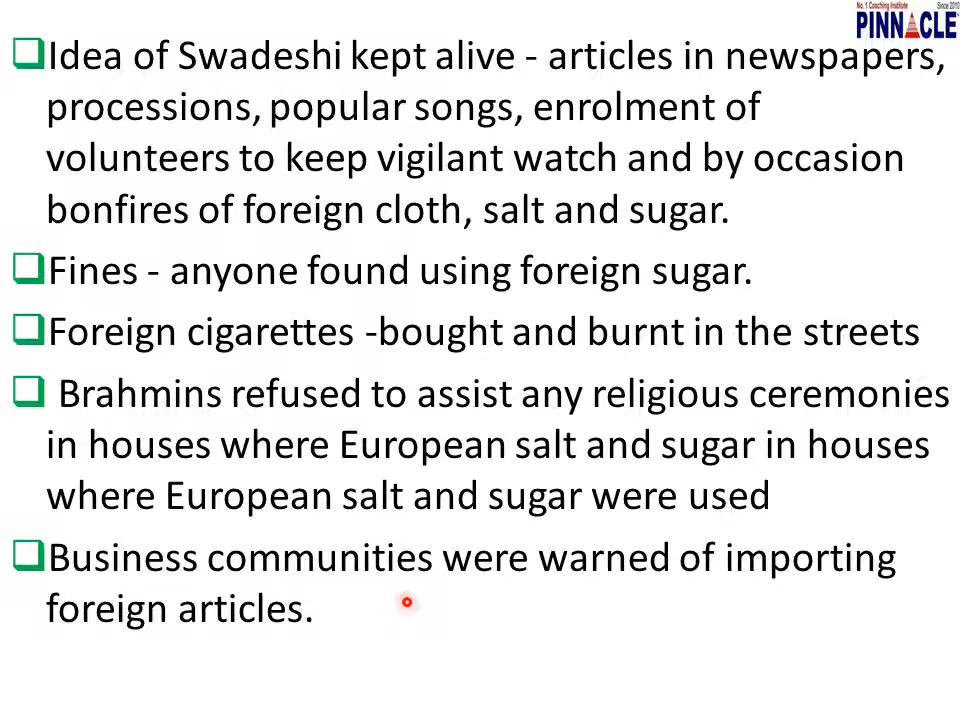 No. 1 Coaching Institute Since 2010
PINNACLE
Idea of Swadeshi kept alive - articles in newspapers,
processions, popular songs, enrolment of
volunteers to keep vigilant watch and by occasion
bonfires of foreign cloth, salt and sugar.
Fines - anyone found using foreign sugar.
Foreign cigarettes -bought and burnt in the streets
Brahmins refused to assist any religious ceremonies
in houses where European salt and sugar in houses
where European salt and sugar were used
Business communities were warned of importing
foreign articles.